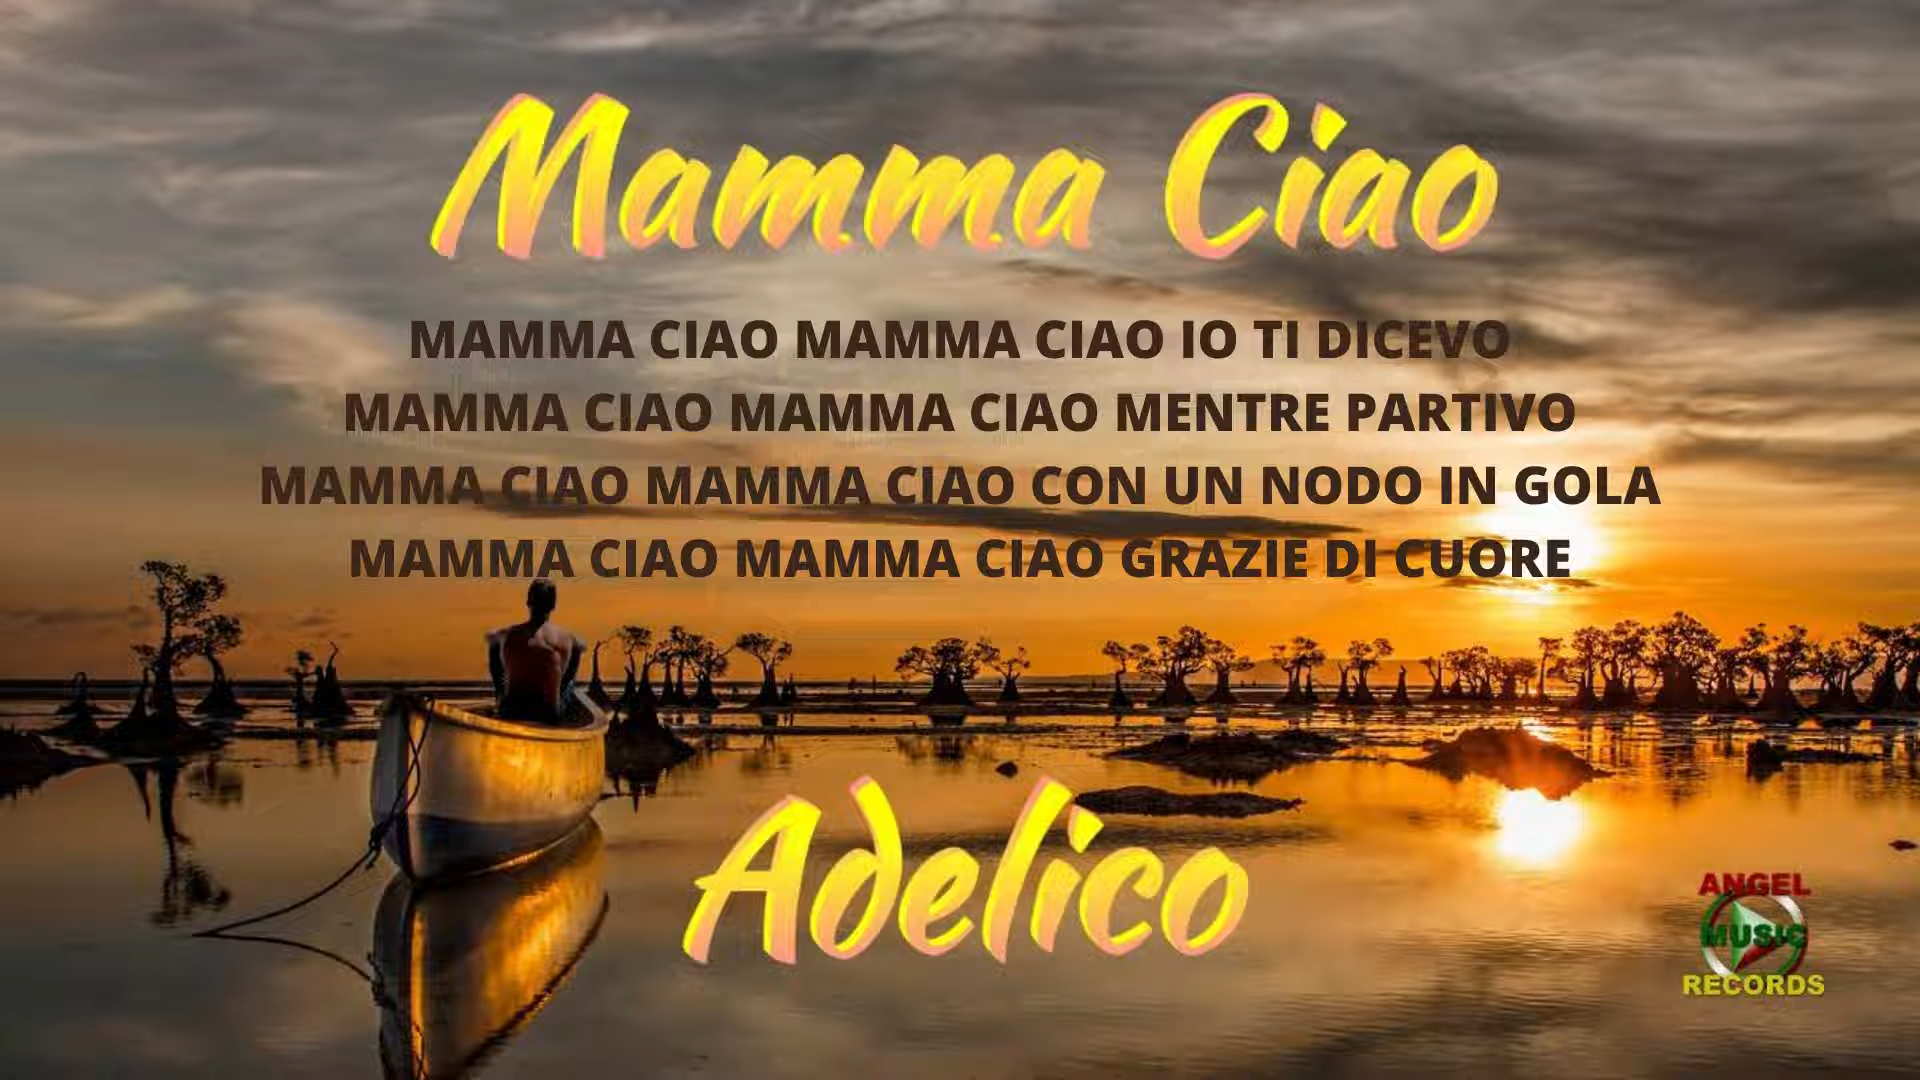 Mamma Ciao
MAMMA CIAO MAMMA CIAO IO TI DICEVO
MAMMA CIAO MAMMA CIAO MENTRE PARTIVO
MAMMA CIAO MAMMA CIAO CON UN NODO IN GOLA
MAMMA CIAO MAMMA CIAO GRAZIE DI CUORE
Adelico
ANGEL
MUSIC
RECORDS